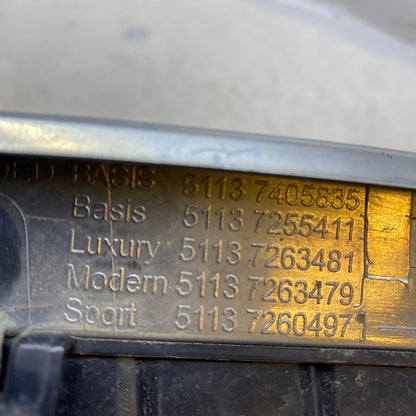 BASIS 5113 7405835
Basis 5113 7255411
Luxury 5113 7263481
Modern 5113 7263479
Sport 5113 7260497